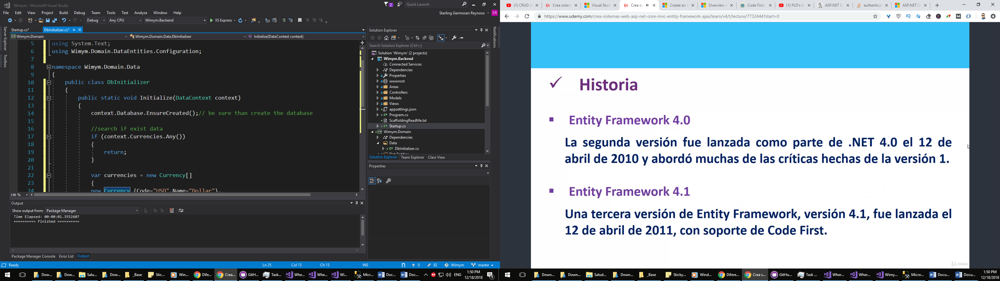 Wimym - Microsoft Visual Studio
2
Quick Launch
File Edit View Project Build Debug Team Tools Test Analyze Window Help
Starling Germosen Reynoso
SR
Debug Any CPU Wimym.Backend IIS Express
Server Explorer
Toolbox
Startup.cs*
DbInitializer.cs*
Wimym.Domain
Wimym.Domain.Data.DbInitializer
Initialize(DataContext context)
5 using System.Text;
6 using Wimym.Domain.DataEntities.Configuration;
7
8 namespace Wimym.Domain.Data
9 {
10 public class DbInitializer
11 {
12 public static void Initialize(DataContext context)
13 {
14 context.Database.EnsureCreated();// be sure than create the database
15
16 //search if exist data
17 if (context.Currencies.Any())
18 {
19 return;
20 }
21
22 var currencies = new Currency[]
23 {
24 new Currency {Code="USD",Name="Dollar"},
146 %
Output
Show output from: Package Manager
Time Elapsed: 00:00:01.3552607
========== Finished ==========
Package Manager Console Error List Output
Solution Explorer
Search Solution Explorer (Ctrl+;)
Solution 'Wimym' (2 projects)
Wimym.Backend
Connected Services
Dependencies
Properties
wwwroot
Areas
Controllers
Models
Views
appsettings.json
Program.cs
ScaffoldingReadMe.txt
Startup.cs
Wimym.Domain
Dependencies
Data
DbInitializer.cs
DataEntities
Solution Explorer Team Explorer Class View
Properties
Notifications
Ready Ln 25 Col 13 Ch 13 INS 0 82 Wimym master
Dow... Dow... Salu... Dow... _Base Stic... Win... Dife... Crea... GitH... Task... Whe... Whe... Wi... Micr... Doc... Doc... ENG 1:50 PM
12/18/2018
1
(1) CRUD A Crea sistem Visual Studi Crea sis Create an A Overview o Code First (1) PLD's G ASP.NET Co authenticat ASP.NET Co
https://www.udemy.com/crea-sistemas-web-asp-net-core-mvc-entity-framework-ajax/learn/v4/t/lecture/7732444?start=0
IQ
Historia
Entity Framework 4.0
La segunda versión fue lanzada como parte de .NET 4.0 el 12 de
abril de 2010 y abordó muchas de las críticas hechas de la versión 1.
Entity Framework 4.1
Una tercera versión de Entity Framework, versión 4.1, fue lanzada el
12 de abril de 2011, con soporte de Code First.
Udemy
Down... Down... Salud... Down... _Base Sticky... Wind... Difere... Crea s... GitHu... Task ... Wher... Wher... Wimy... Micro... Docu... Docu... 1:50 PM
12/18/2018